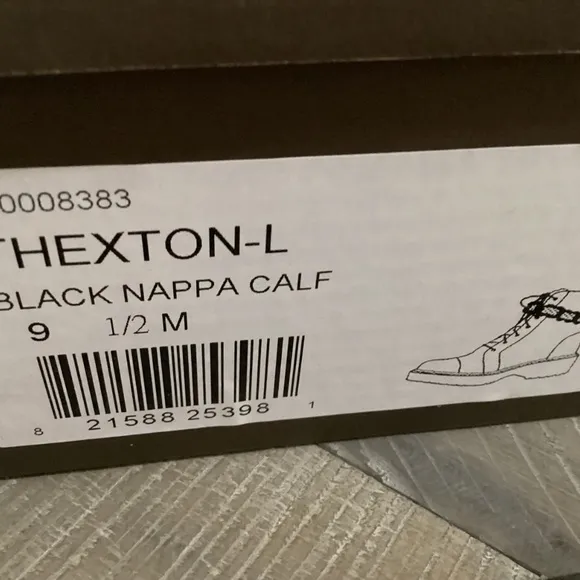 0008383
THEXTON-L
BLACK NAPPA CALF
9 1/2 M
8 21588 25398 1